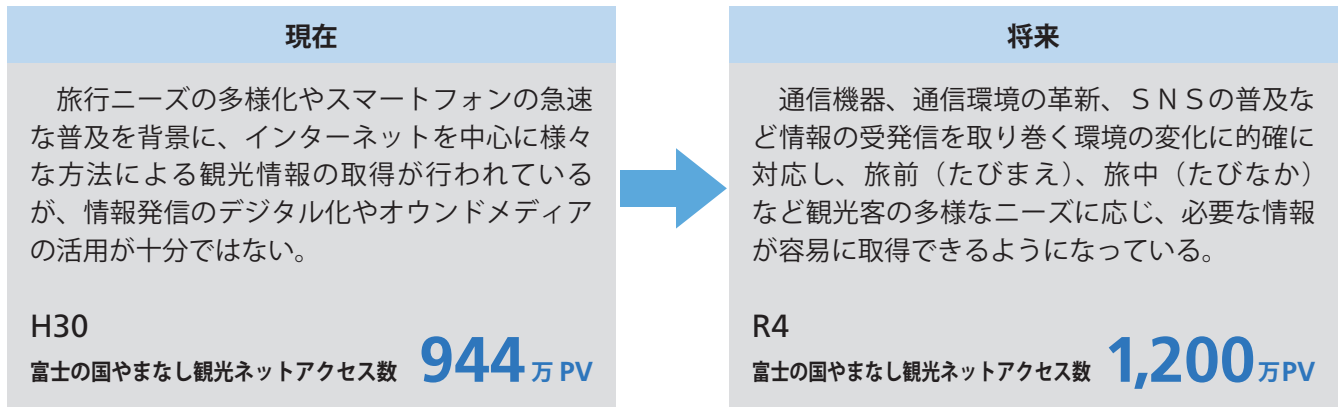 現在
　旅行ニーズの多様化やスマートフォンの急速
な普及を背景に、インターネットを中心に様々
な方法による観光情報の取得が行われている
が、情報発信のデジタル化やオウンドメディア
の活用が十分ではない。
H30
富士の国やまなし観光ネットアクセス数 944万PV
将来
　通信機器、通信環境の革新、ＳＮＳの普及な
ど情報の受発信を取り巻く環境の変化に的確に
対応し、旅前（たびまえ）、旅中（たびなか）
など観光客の多様なニーズに応じ、必要な情報
が容易に取得できるようになっている。
R4
富士の国やまなし観光ネットアクセス数 1,200万PV